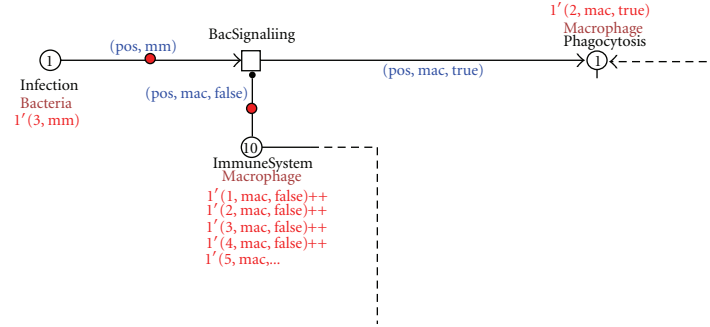 1′(2, mac, true)
Macrophage
Phagocytosis
BacSignaliing
(pos, mm)
1
1
(pos, mac, true)
Infection
Bacteria
1′(3, mm)
(pos, mac, false)
10
ImmuneSystem
Macrophage
1′(1, mac, false)++
1′(2, mac, false)++
1′(3, mac, false)++
1′(4, mac, false)++
1′(5, mac,...